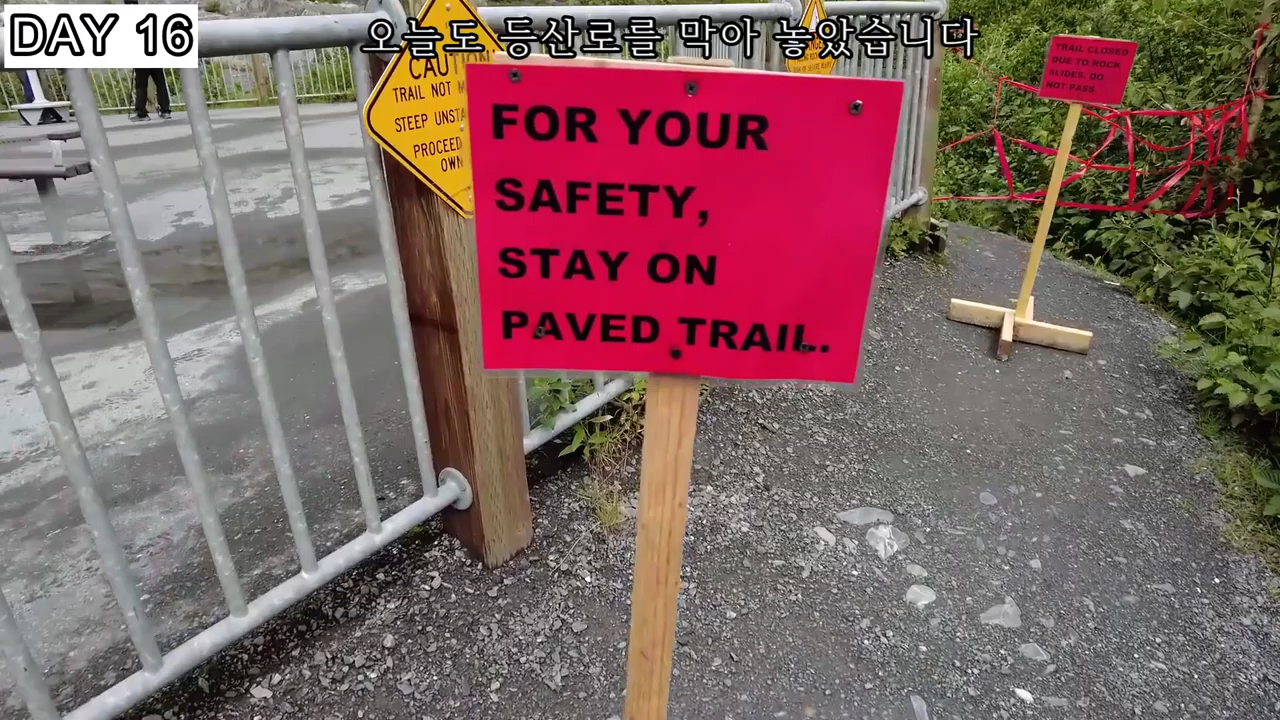 DAY 16
오늘도 등산로를 막아 놓았습니다
CAUTION
TRAIL NOT
STEEP
PROCEED
OWN
FOR YOUR
SAFETY,
STAY ON
PAVED TRAIL.
TRAIL CLOSED
DUE TO ROCK
SLIDES. DO
NOT PASS.